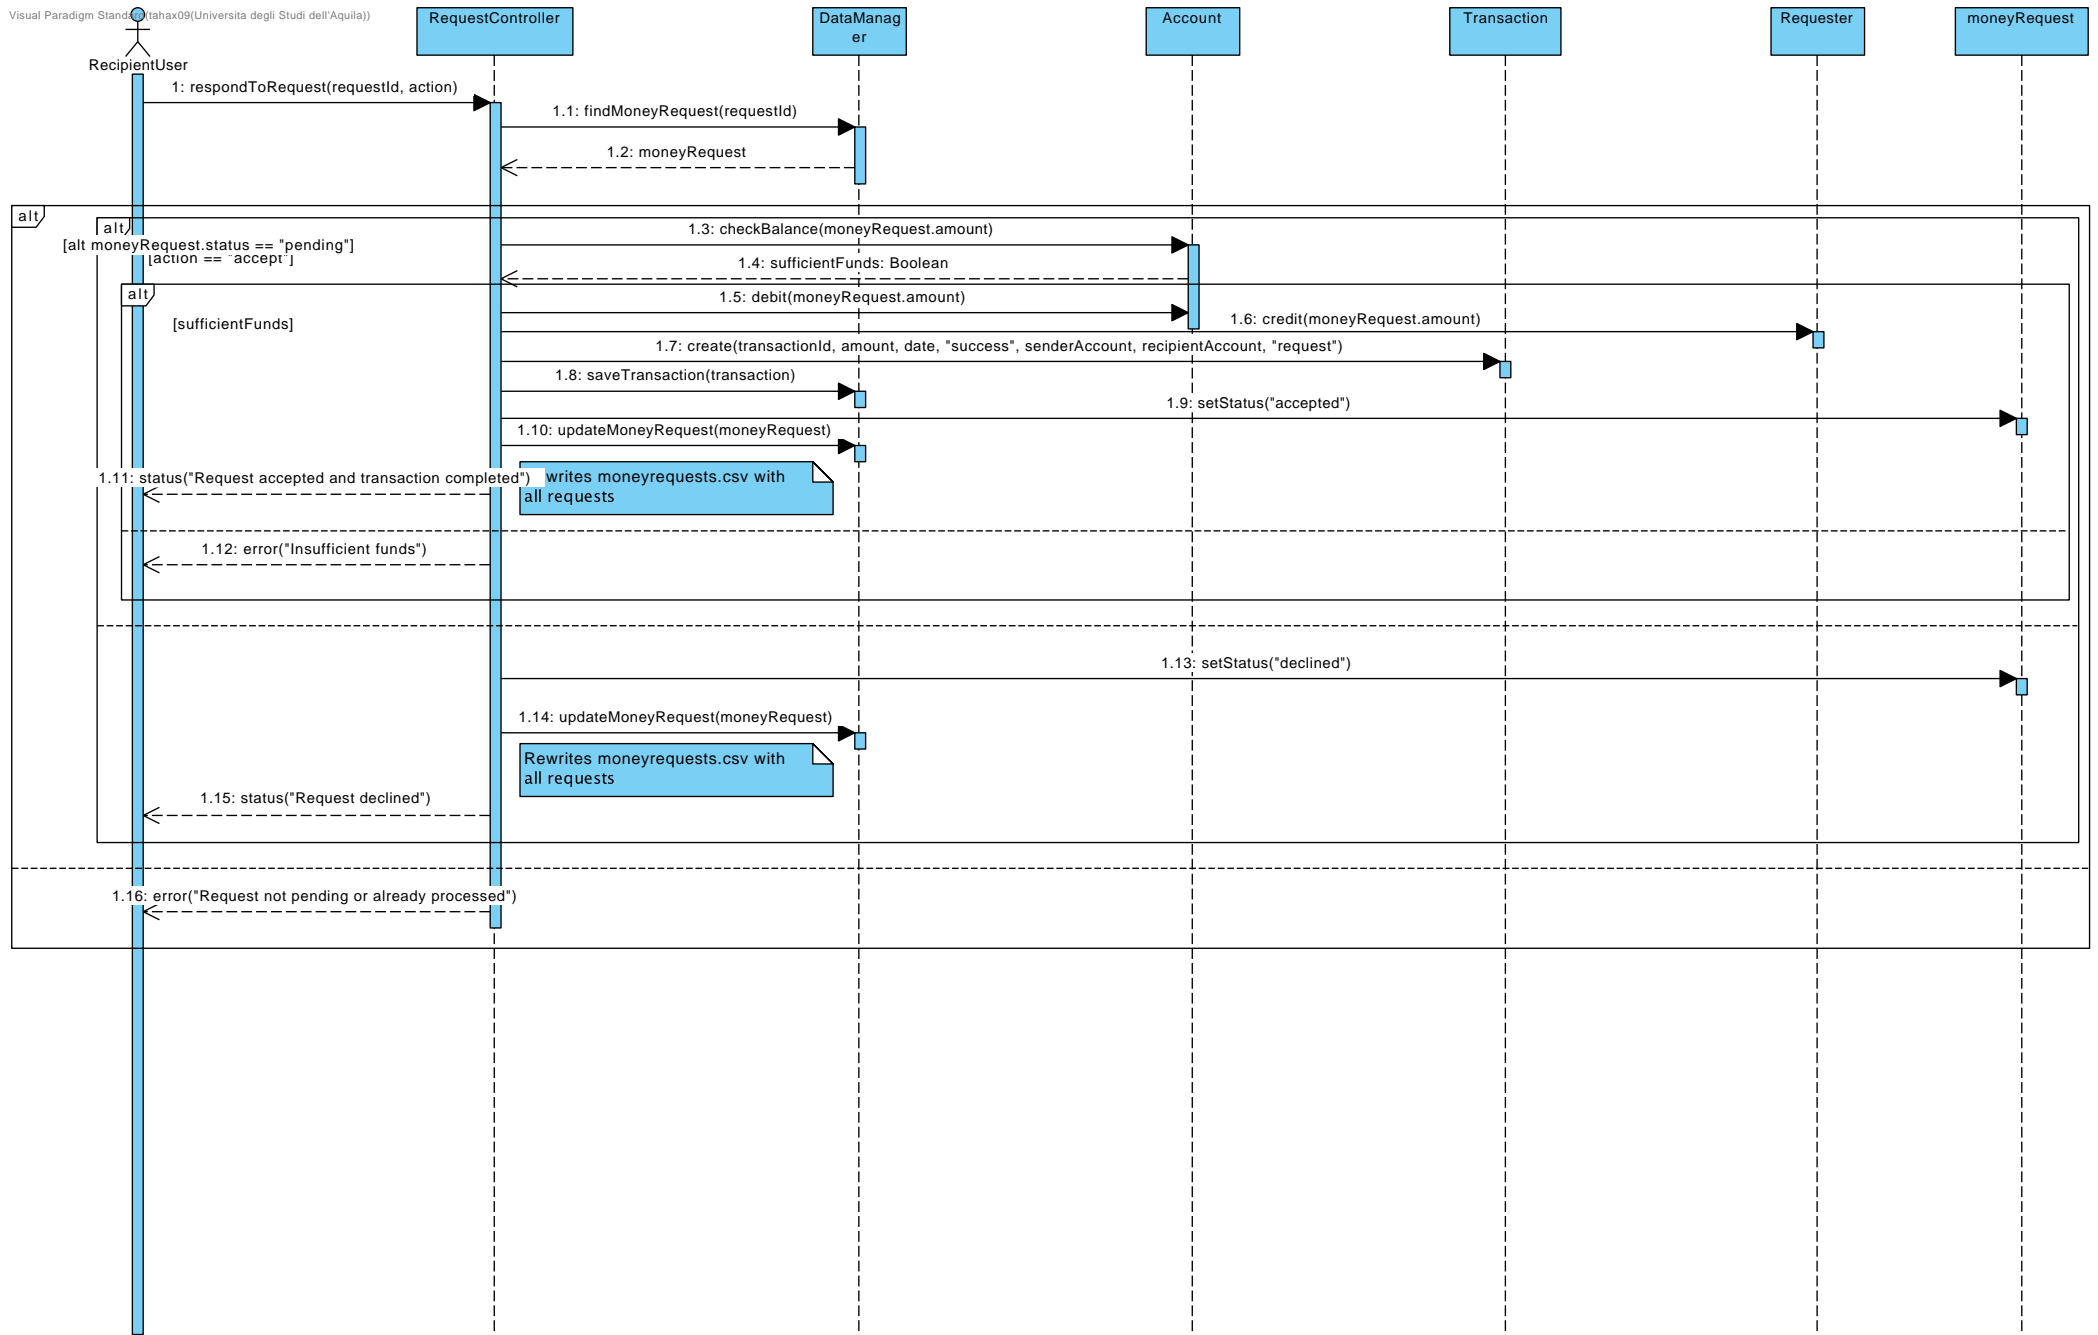 Visual Paradigm Standard(tahax09(Universita degli Studi dell'Aquila))
RecipientUser
RequestController
DataManag
er
Account
Transaction
Requester
moneyRequest
1: respondToRequest(requestId, action)
1.1: findMoneyRequest(requestId)
1.2: moneyRequest
alt
alt
[alt moneyRequest.status == "pending"]
[action == "accept"]
1.3: checkBalance(moneyRequest.amount)
1.4: sufficientFunds: Boolean
alt
[sufficientFunds]
1.5: debit(moneyRequest.amount)
1.6: credit(moneyRequest.amount)
1.7: create(transactionId, amount, date, "success", senderAccount, recipientAccount, "request")
1.8: saveTransaction(transaction)
1.9: setStatus("accepted")
1.10: updateMoneyRequest(moneyRequest)
1.11: status("Request accepted and transaction completed")
writes moneyrequests.csv with
all requests
1.12: error("Insufficient funds")
1.13: setStatus("declined")
1.14: updateMoneyRequest(moneyRequest)
Rewrites moneyrequests.csv with
all requests
1.15: status("Request declined")
1.16: error("Request not pending or already processed")